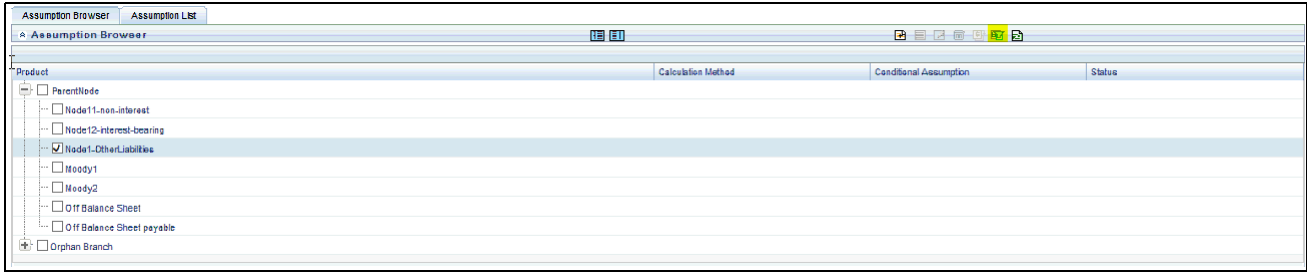 Assumption Browser Assumption List
Assumption Browser
Product Calculation Method Conditional Assumption Status
ParentNode
Node11-non-interest
Node12-interest-bearing
Node1-OtherLiabilities
Moody1
Moody2
Off Balance Sheet
Off Balance Sheet payable
Orphan Branch